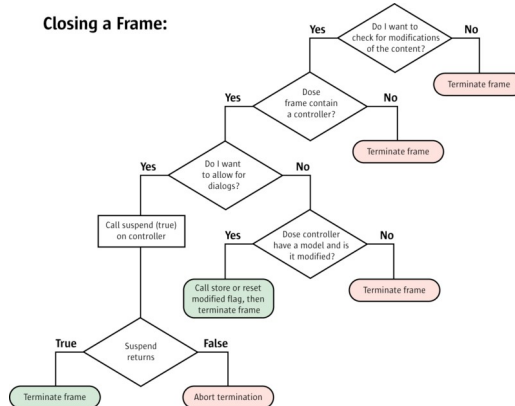 Closing a Frame:
Do I want to
check for modifications
of the content?
Yes
No
Terminate frame
Dose
frame contain
a controller?
Yes
No
Terminate frame
Do I want
to allow for
dialogs?
Yes
No
Call suspend (true)
on controller
Dose controller
have a model and is
it modified?
Yes
No
Call store or reset
modified flag, then
terminate frame
Terminate frame
Suspend
returns
True
False
Terminate frame
Abort termination